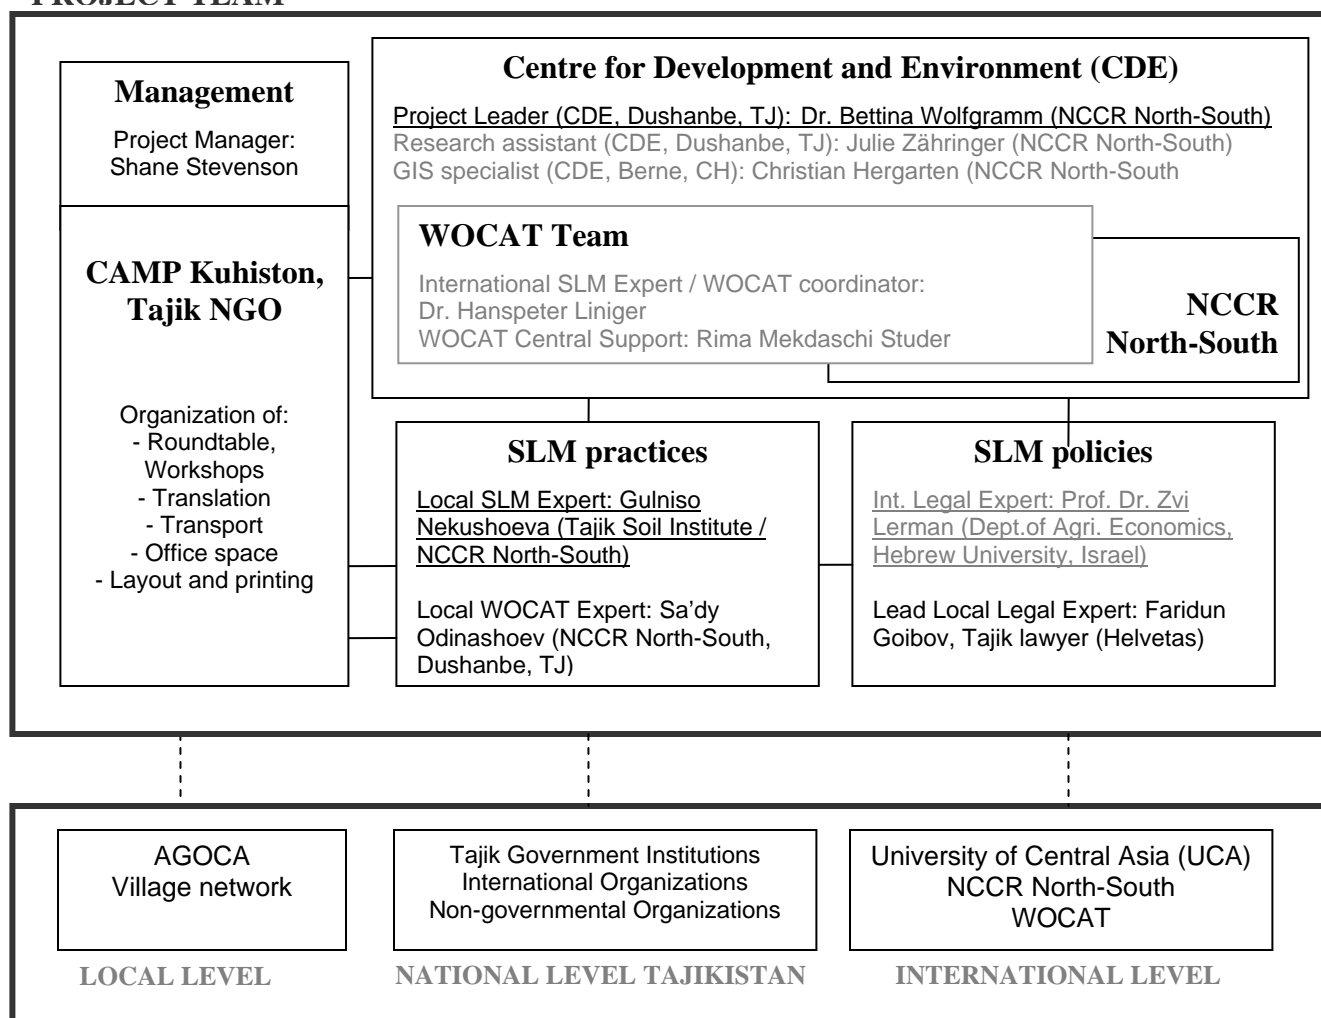 PROJECT TEAM
Management
Project Manager:
Shane Stevenson
CAMP Kuhiston,
Tajik NGO
Organization of:
- Roundtable,
Workshops
- Translation
- Transport
- Office space
- Layout and printing
Centre for Development and Environment (CDE)
Project Leader (CDE, Dushanbe, TJ): Dr. Bettina Wolfgramm (NCCR North-South)
Research assistant (CDE, Dushanbe, TJ): Julie Zähringer (NCCR North-South)
GIS specialist (CDE, Berne, CH): Christian Hergarten (NCCR North-South
WOCAT Team
International SLM Expert / WOCAT coordinator:
Dr. Hanspeter Liniger
WOCAT Central Support: Rima Mekdaschi Studer
NCCR
North-South
SLM practices
Local SLM Expert: Gulniso
Nekushoeva (Tajik Soil Institute /
NCCR North-South)
Local WOCAT Expert: Sa’dy
Odinashoev (NCCR North-South,
Dushanbe, TJ)
SLM policies
Int. Legal Expert: Prof. Dr. Zvi
Lerman (Dept.of Agri. Economics,
Hebrew University, Israel)
Lead Local Legal Expert: Faridun
Goibov, Tajik lawyer (Helvetas)
AGOCA
Village network
LOCAL LEVEL
Tajik Government Institutions
International Organizations
Non-governmental Organizations
NATIONAL LEVEL TAJIKISTAN
University of Central Asia (UCA)
NCCR North-South
WOCAT
INTERNATIONAL LEVEL